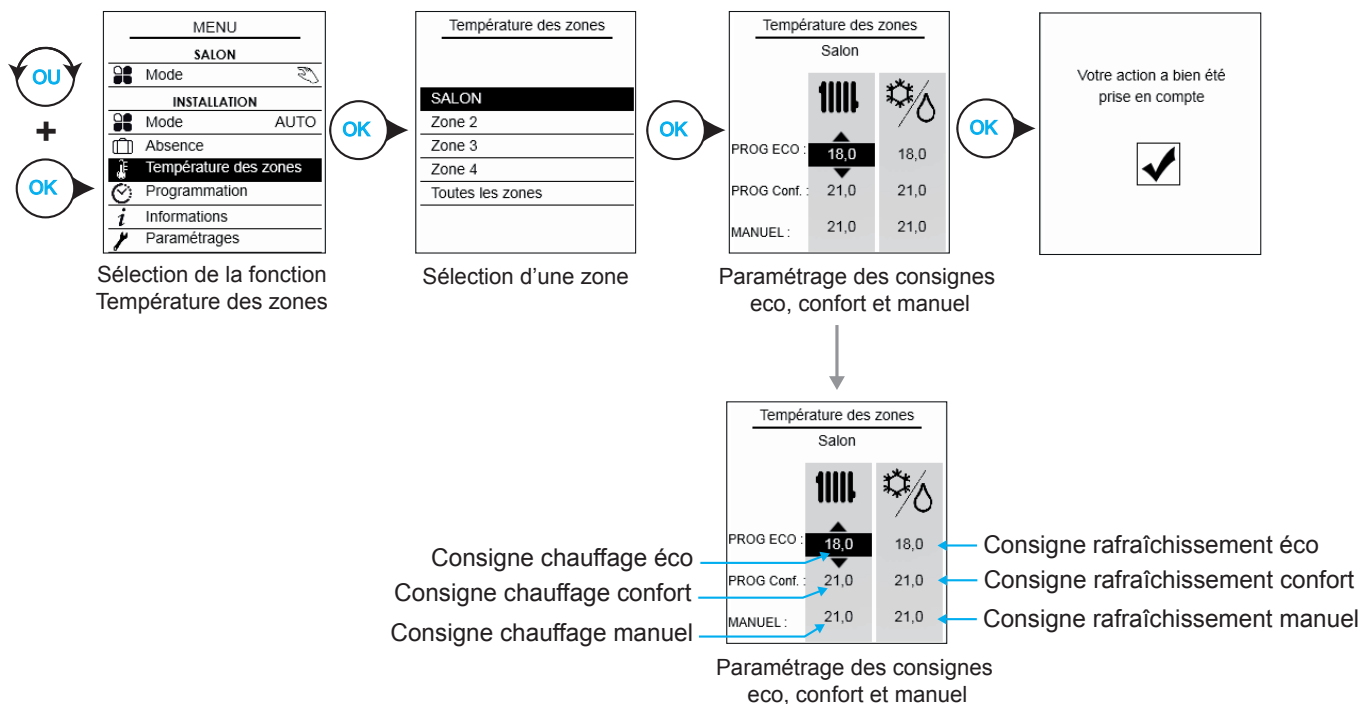 OU
+
OK
MENU
SALON
Mode
INSTALLATION
Mode AUTO
Absence
Température des zones
Programmation
i Informations
Paramétrages
Sélection de la fonction
Température des zones
OK
Température des zones
SALON
Zone 2
Zone 3
Zone 4
Toutes les zones
Sélection d'une zone
OK
Température des zones
Salon
PROG ECO : 18,0 18,0
PROG Conf. : 21,0 21,0
MANUEL : 21,0 21,0
Paramétrage des consignes
eco, confort et manuel
OK
Votre action a bien été
prise en compte
Température des zones
Salon
PROG ECO : 18,0 18,0
PROG Conf. : 21,0 21,0
MANUEL : 21,0 21,0
Consigne chauffage éco
Consigne chauffage confort
Consigne chauffage manuel
Consigne rafraîchissement éco
Consigne rafraîchissement confort
Consigne rafraîchissement manuel
Paramétrage des consignes
eco, confort et manuel